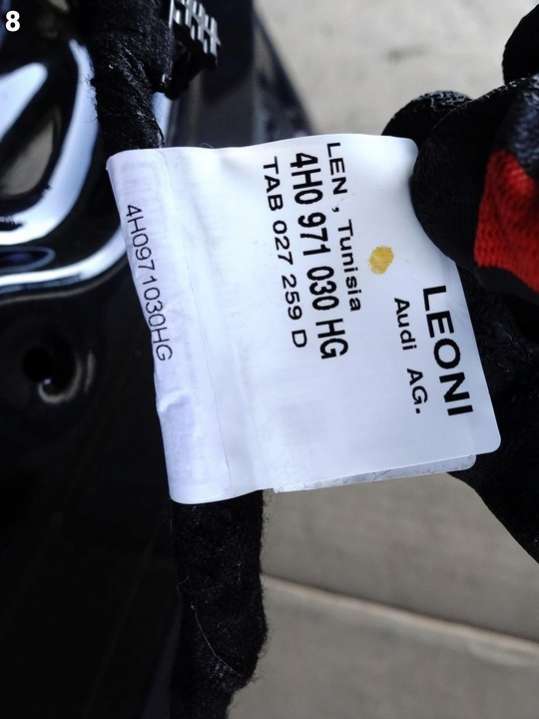 8
LEONI
Audi AG.
LEN , Tunisia
4H0 971 030 HG
TAB 027 259 D
4H0971030HG